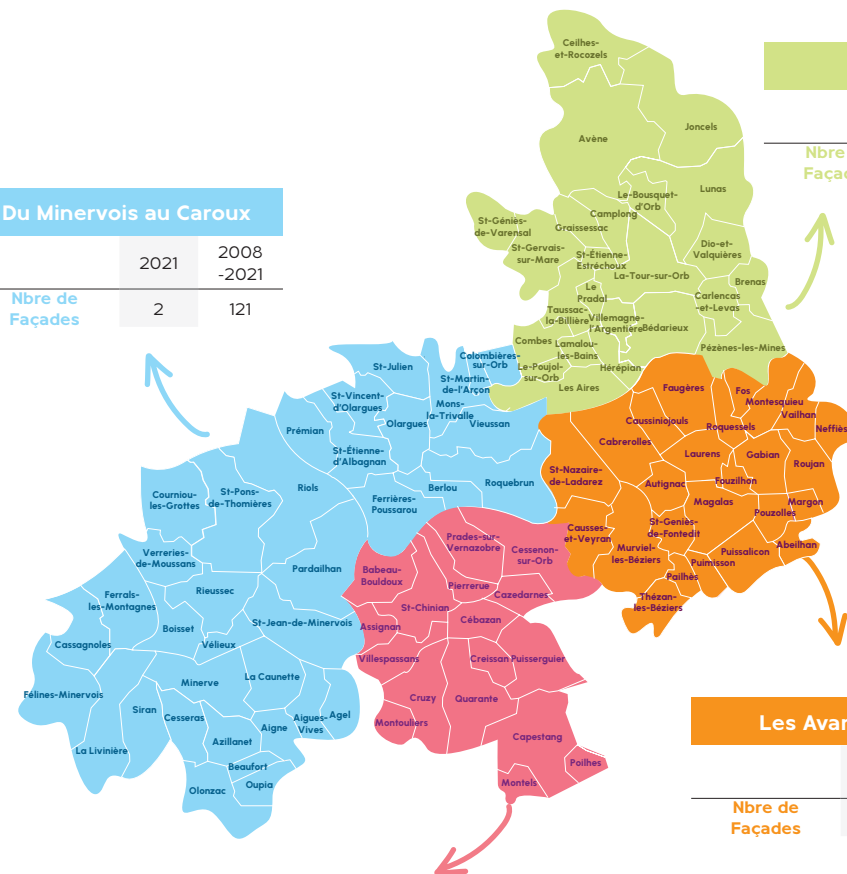 Ceilhes-
et-Rocozels
Avène
Joncels
Nbre
Faça
Le-Bousquet-
d'Orb
Lunas
Camplong
St-Géniès-
de-Varensal
Graissessac
St-Gervais-
sur-Mare
St-Étienne-
Estréchoux
Dio-et-
Valquières
La-Tour-sur-Orb
Brenas
Le
Pradal
Carlencas
-et-Levas
Taussac-
la-Billière
Villemagne-
l'Argentière
Bédarieux
Combes
Lamalou-
les-Bains
Pézènes-les-Mines
Le-Poujol-
sur-Orb
Hérépian
Les Aires
Du Minervois au Caroux
2021
2008
-2021
Nbre de
Façades
2
121
St-Julien
Colombières-
sur-Orb
St-Martin-
de-l'Arçon
St-Vincent-
d'Olargues
Mons-
la-Trivalle
Prémian
Olargues
Vieussan
St-Étienne-
d'Albagnan
Courniou-
les-Grottes
St-Pons-
de-Thomières
Riols
Ferrières-
Poussarou
Berlou
Roquebrun
Verreries-
de-Moussans
Pardailhan
Ferrals-
les-Montagnes
Rieussec
Boisset
St-Jean-de-Minervois
Cassagnoles
Vélieux
Félines-Minervois
Minerve
La Caunette
Siran
Cesseras
Aigues-
Vives
Agel
Azillanet
Aigne
La Livinière
Beaufort
Olonzac
Oupia
Faugères
Fos
Montesquieu
Vailhan
Neffiès
Caussiniojouls
Roquessels
Cabrerolles
Laurens
Gabian
Roujan
St-Nazaire-
de-Ladarez
Autignac
Fouzilhon
Magalas
Margon
Pouzolles
Causses-
et-Veyran
St-Geniès-
de-Fontedit
Murviel-
les-Béziers
Puissalicon
Abeilhan
Puimisson
Pailhès
Thézan-
les-Béziers
Prades-sur-
Vernazobre
Cessenon-
sur-Orb
Babeau-
Bouldoux
Pierrerue
Cazedarnes
St-Chinian
Assignan
Cébazan
Villespassans
Creissan
Puisserguier
Cruzy
Quarante
Montouliers
Capestang
Poilhes
Montels
Les Avan
Nbre de
Façades